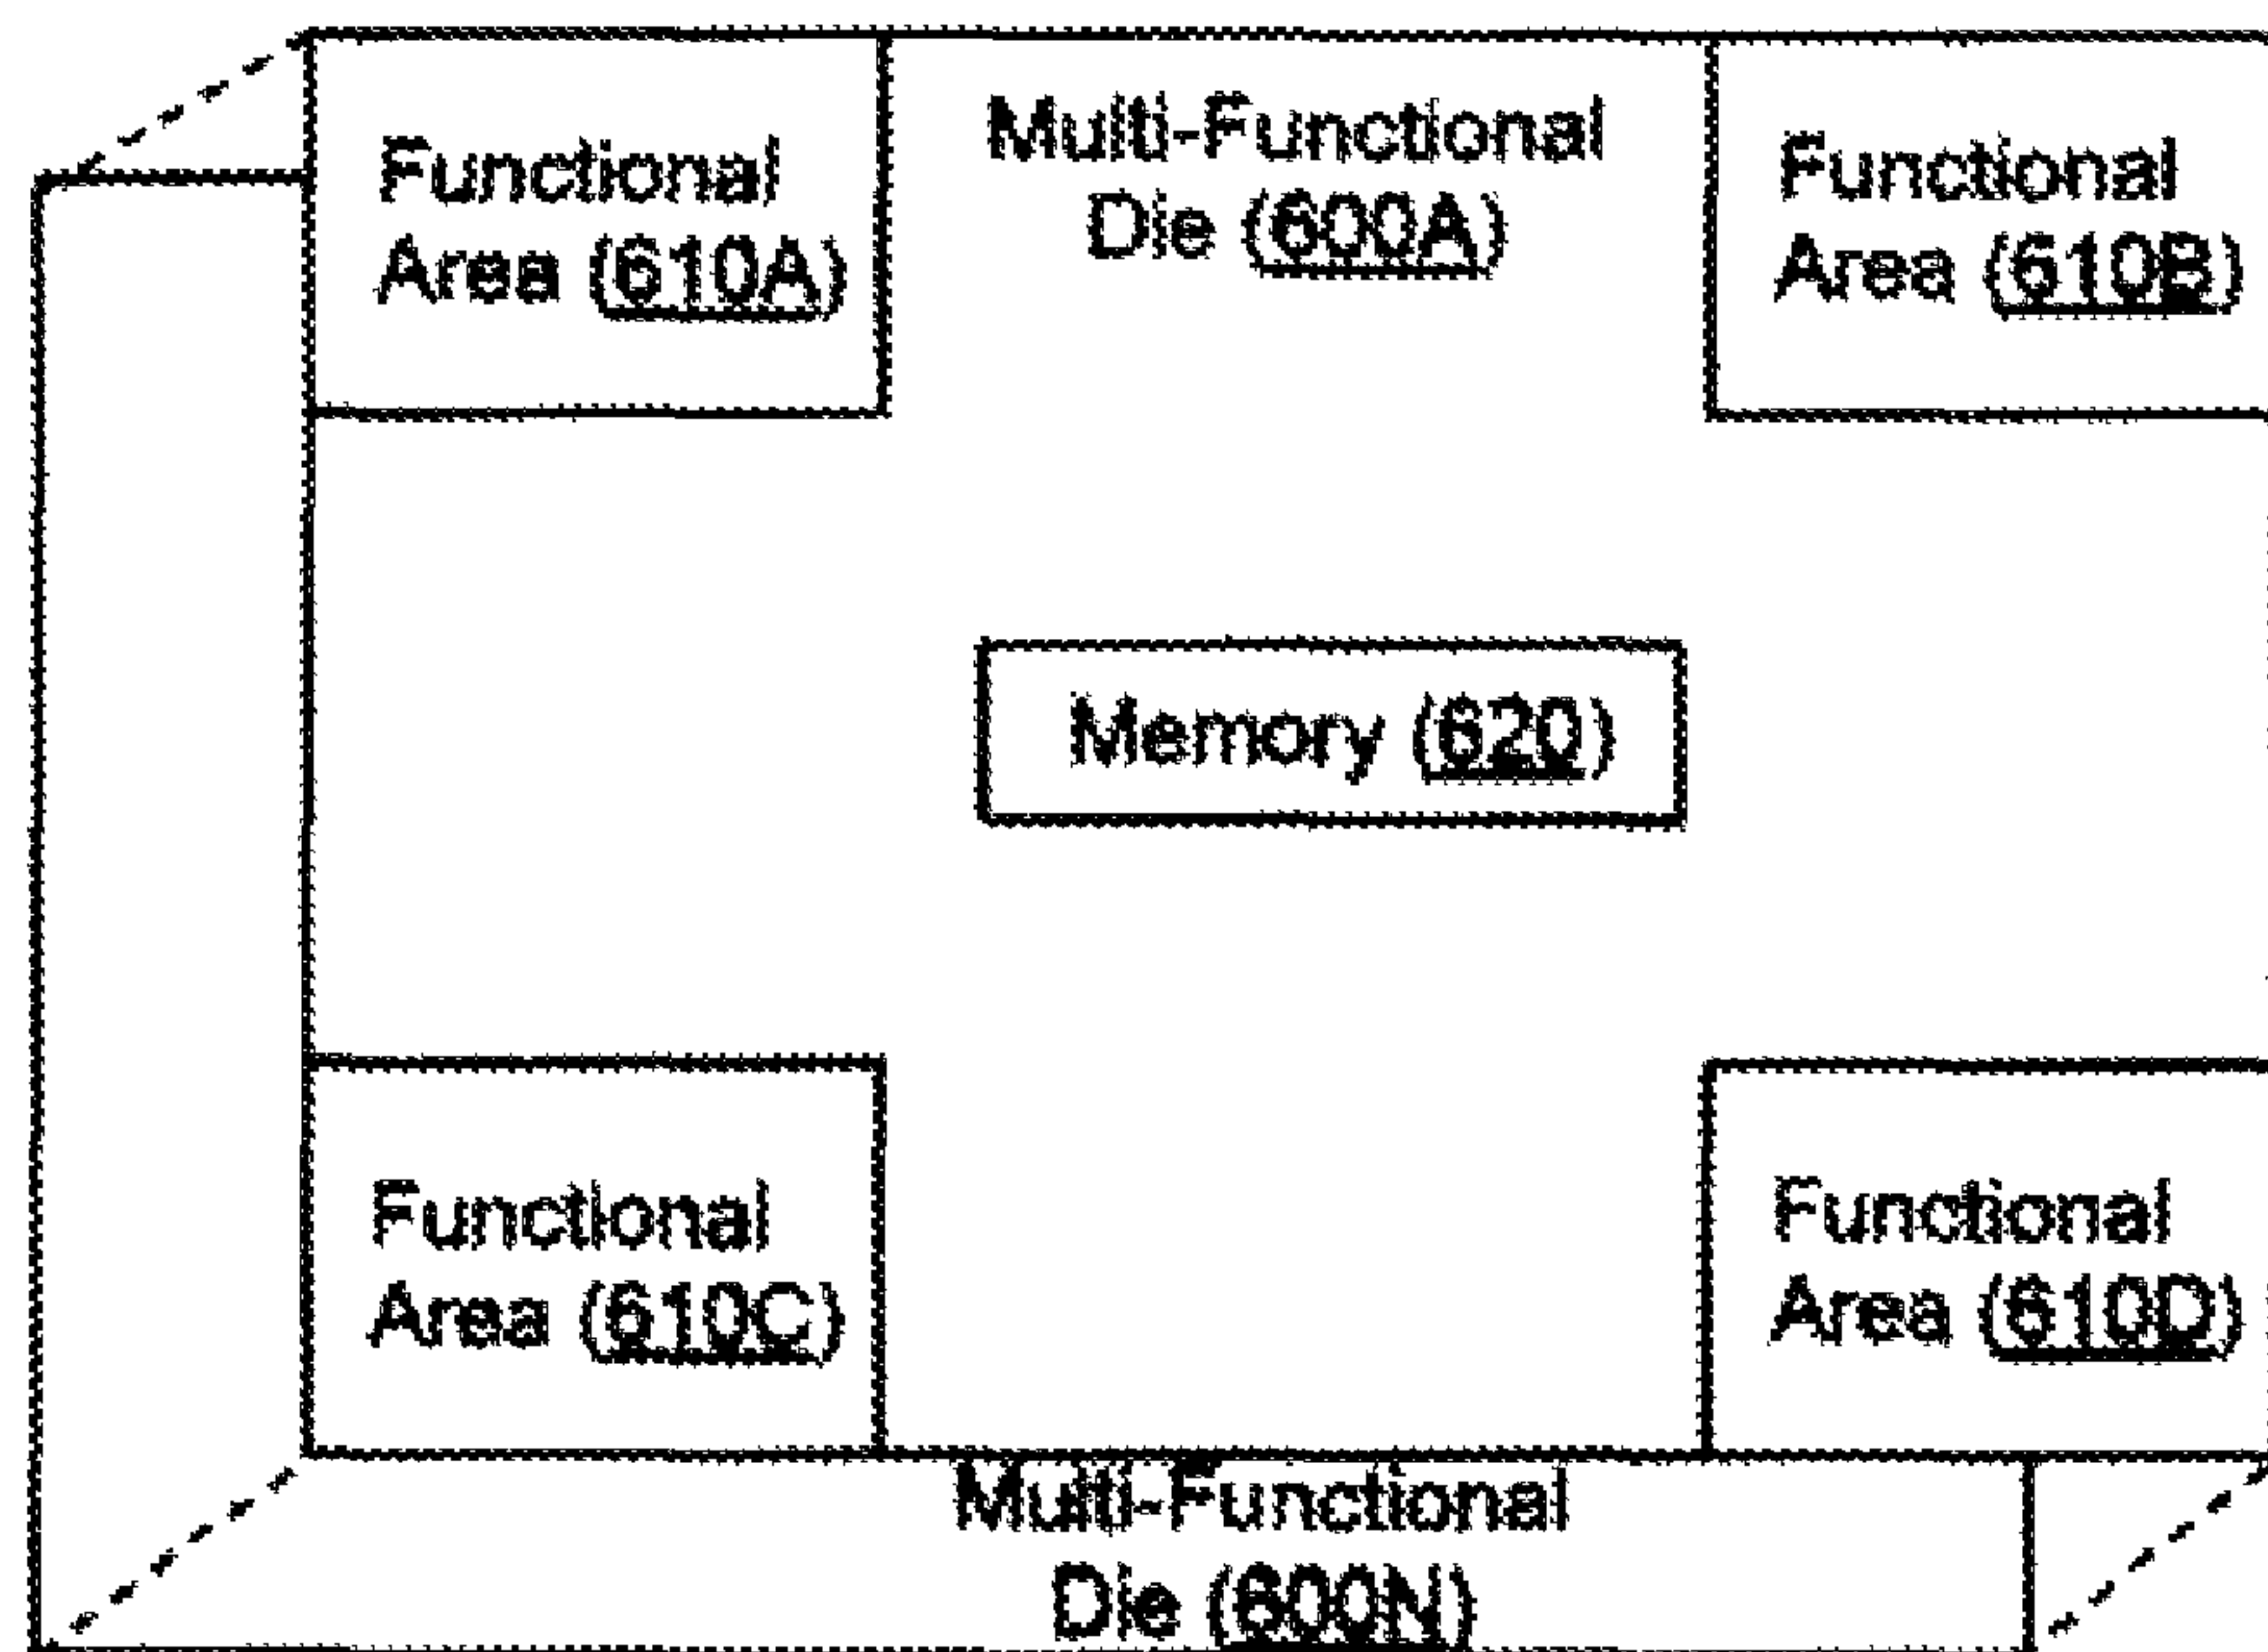 Functional
Area (610A)
Multi-Functional
Die (600A)
Functional
Area (610B)
Memory (620)
Functional
Area (610C)
Functional
Area (610D)
Multi-Functional
Die (600N)